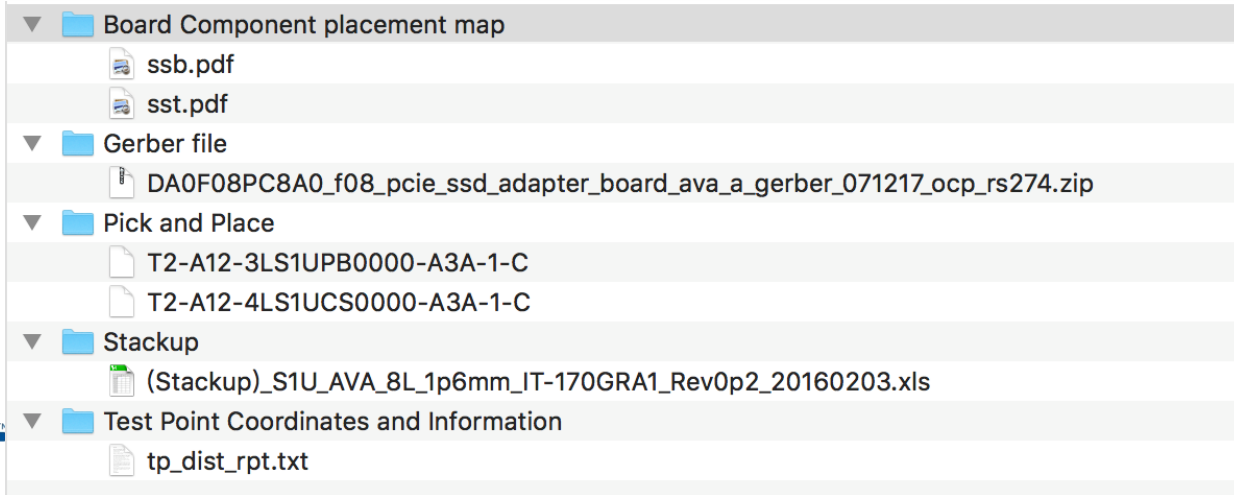 Board Component placement map
ssb.pdf
sst.pdf
Gerber file
DA0F08PC8A0_f08_pcie_ssd_adapter_board_ava_a_gerber_071217_ocp_rs274.zip
Pick and Place
T2-A12-3LS1UPB0000-A3A-1-C
T2-A12-4LS1UCS0000-A3A-1-C
Stackup
(Stackup)_S1U_AVA_8L_1p6mm_IT-170GRA1_Rev0p2_20160203.xls
Test Point Coordinates and Information
tp_dist_rpt.txt